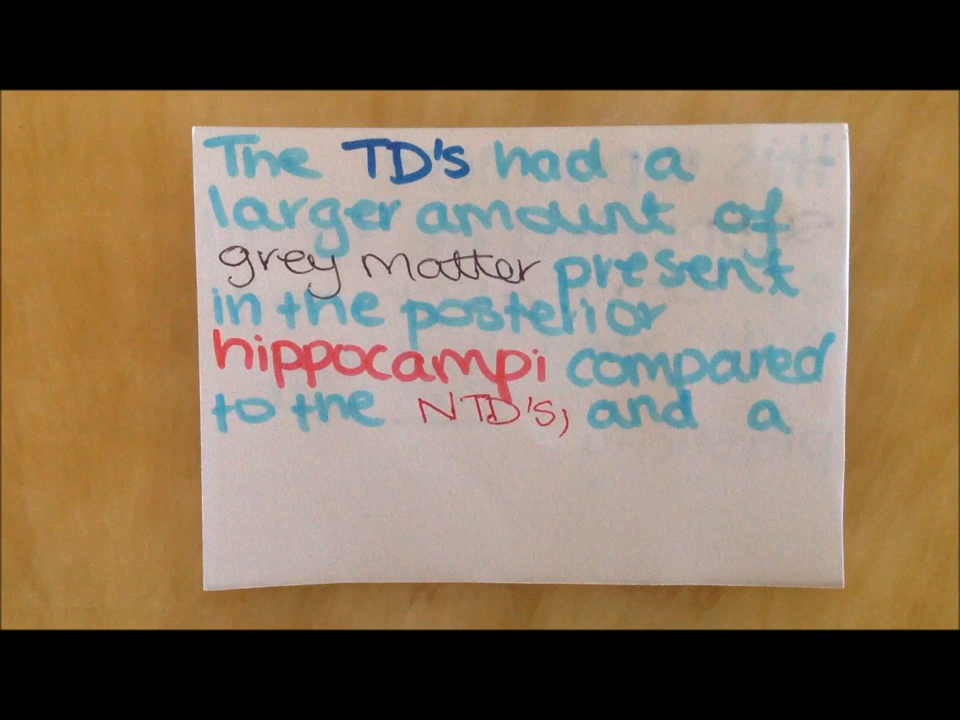 The TD's had a
larger amount of
grey matter present
in the posterior
hippocampi compared
to the NTD's, and a